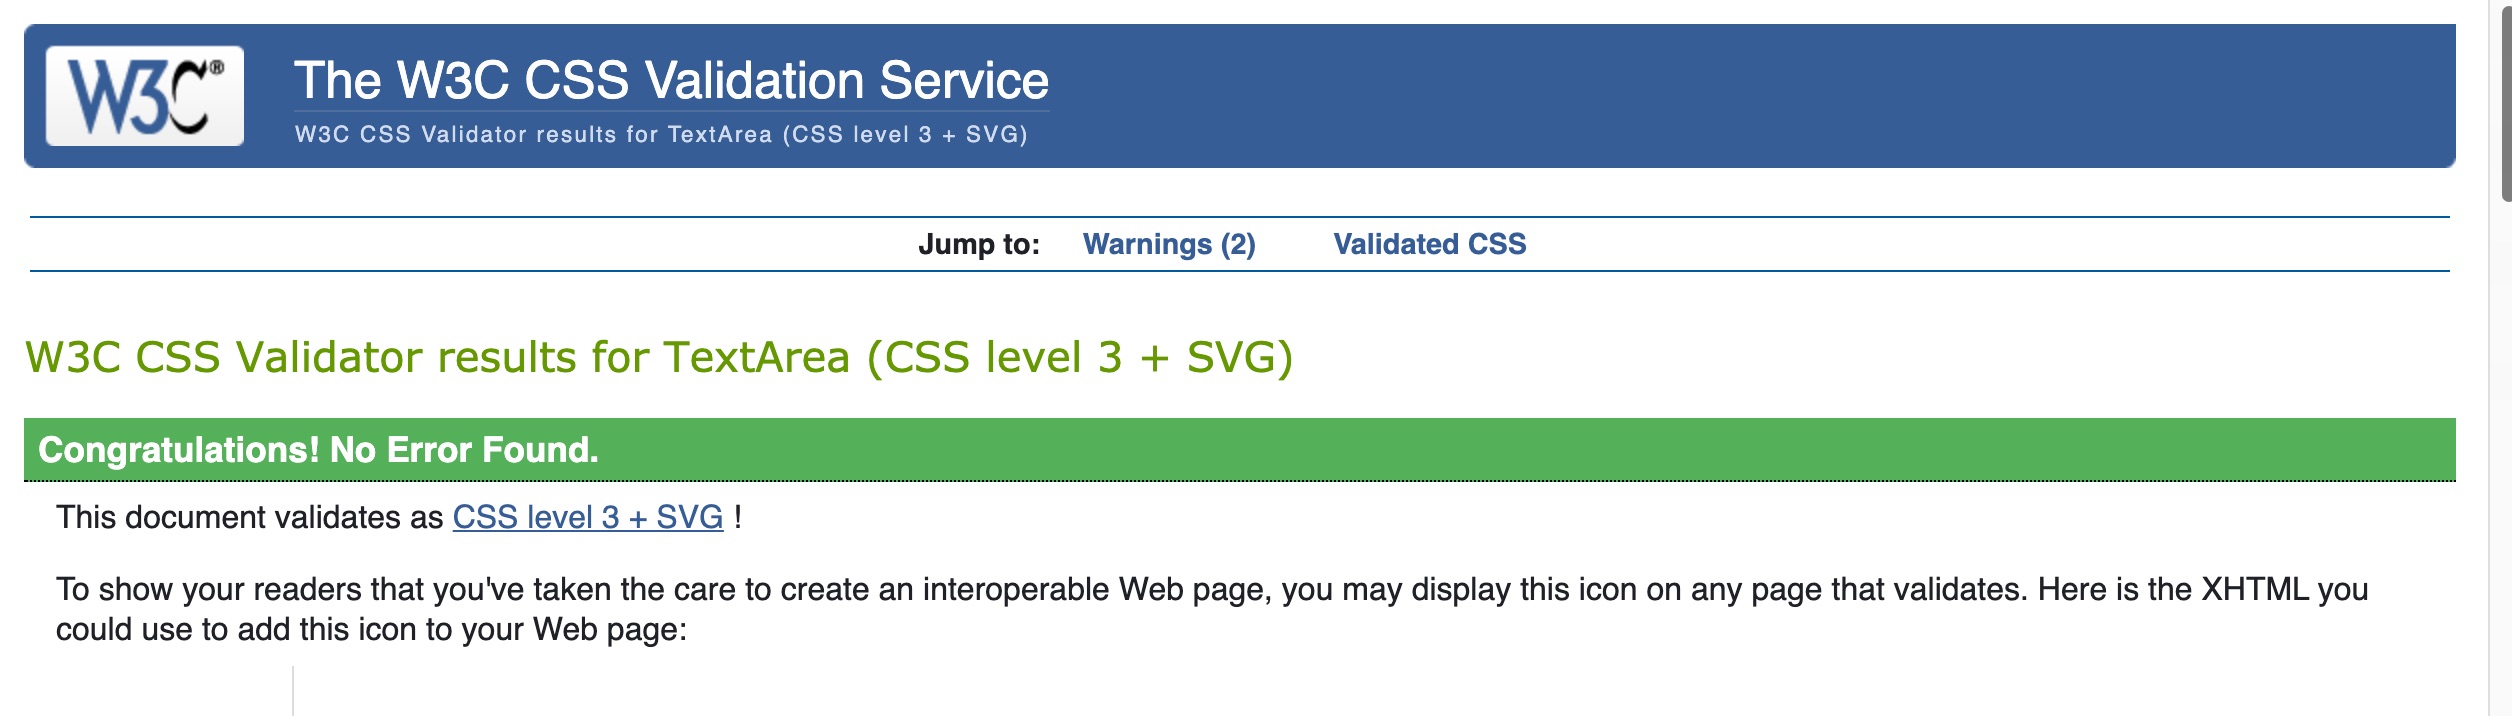 W3C®
The W3C CSS Validation Service
W3C CSS Validator results for TextArea (CSS level 3 + SVG)
Jump to: Warnings (2) Validated CSS
W3C CSS Validator results for TextArea (CSS level 3 + SVG)
Congratulations! No Error Found.
This document validates as CSS level 3 + SVG !
To show your readers that you've taken the care to create an interoperable Web page, you may display this icon on any page that validates. Here is the XHTML you
could use to add this icon to your Web page: